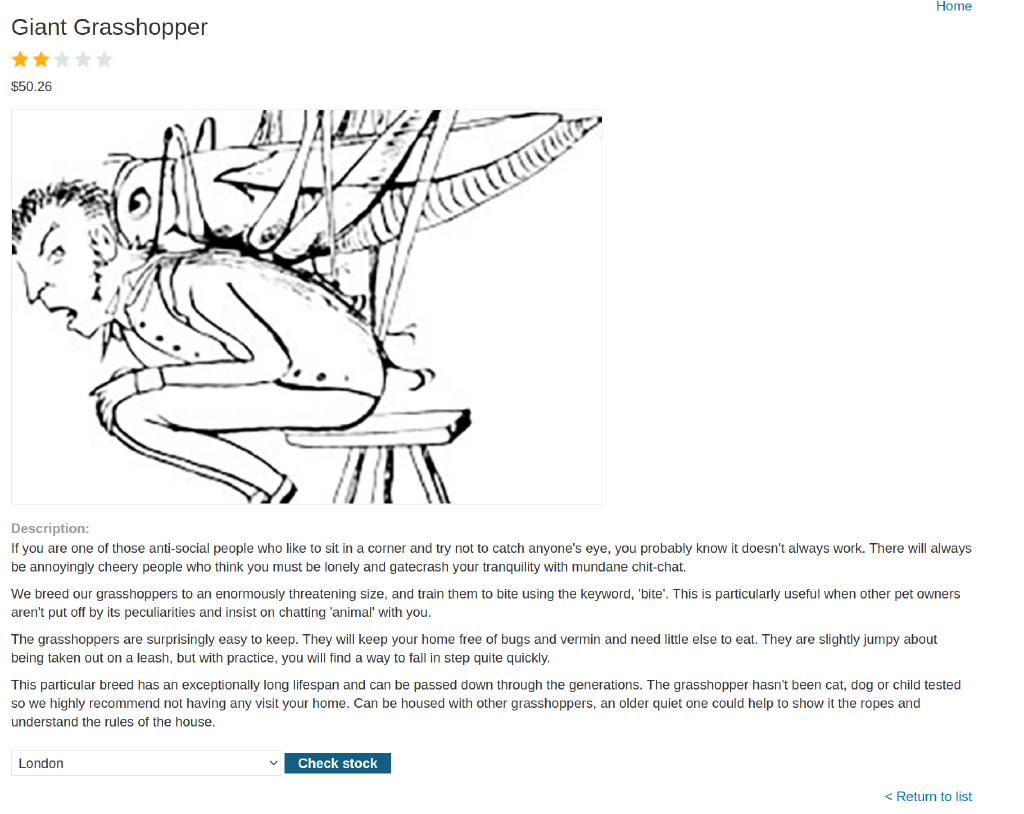 Home
Giant Grasshopper
$50.26
Description:
If you are one of those anti-social people who like to sit in a corner and try not to catch anyone's eye, you probably know it doesn't always work. There will always
be annoyingly cheery people who think you must be lonely and gatecrash your tranquility with mundane chit-chat.
We breed our grasshoppers to an enormously threatening size, and train them to bite using the keyword, 'bite'. This is particularly useful when other pet owners
aren't put off by its peculiarities and insist on chatting 'animal' with you.
The grasshoppers are surprisingly easy to keep. They will keep your home free of bugs and vermin and need little else to eat. They are slightly jumpy about
being taken out on a leash, but with practice, you will find a way to fall in step quite quickly.
This particular breed has an exceptionally long lifespan and can be passed down through the generations. The grasshopper hasn't been cat, dog or child tested
so we highly recommend not having any visit your home. Can be housed with other grasshoppers, an older quiet one could help to show it the ropes and
understand the rules of the house.
London
Check stock
< Return to list